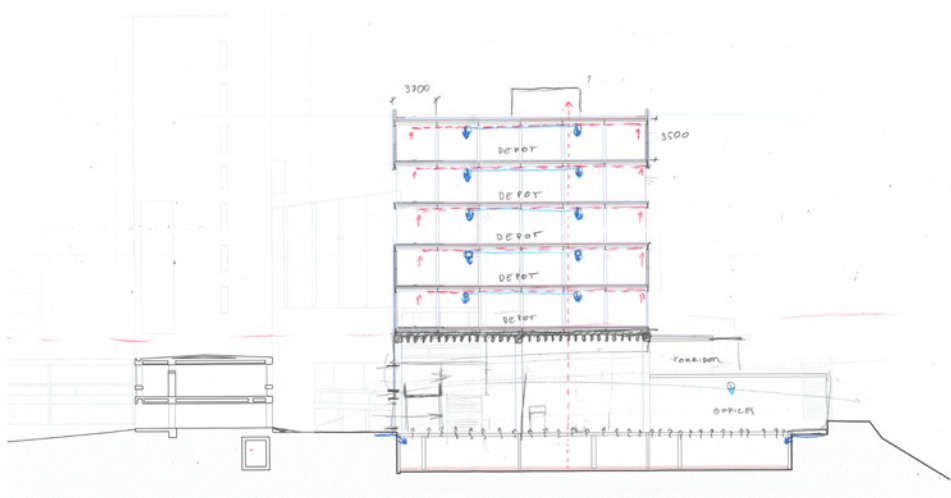 3700
?
3500
DEPOT
DEPOT
DEPOT
DEPOT
DEPOT
CORRIDOR
OFFICES